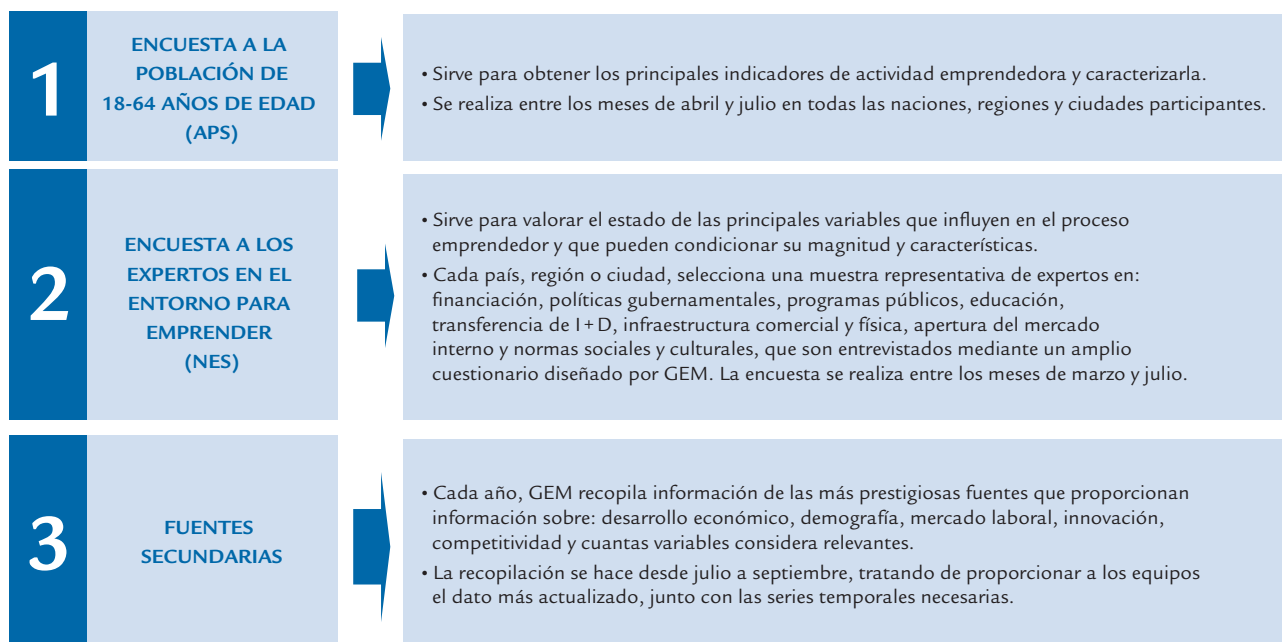 1
ENCUESTA A LA
POBLACIÓN DE
18-64 AÑOS DE EDAD
(APS)
• Sirve para obtener los principales indicadores de actividad emprendedora y caracterizarla.
• Se realiza entre los meses de abril y julio en todas las naciones, regiones y ciudades participantes.
2
ENCUESTA A LOS
EXPERTOS EN EL
ENTORNO PARA
EMPRENDER
(NES)
• Sirve para valorar el estado de las principales variables que influyen en el proceso
emprendedor y que pueden condicionar su magnitud y características.
• Cada país, región o ciudad, selecciona una muestra representativa de expertos en:
financiación, políticas gubernamentales, programas públicos, educación,
transferencia de I+D, infraestructura comercial y física, apertura del mercado
interno y normas sociales y culturales, que son entrevistados mediante un amplio
cuestionario diseñado por GEM. La encuesta se realiza entre los meses de marzo y julio.
3
FUENTES
SECUNDARIAS
• Cada año, GEM recopila información de las más prestigiosas fuentes que proporcionan
información sobre: desarrollo económico, demografía, mercado laboral, innovación,
competitividad y cuantas variables considera relevantes.
• La recopilación se hace desde julio a septiembre, tratando de proporcionar a los equipos
el dato más actualizado, junto con las series temporales necesarias.